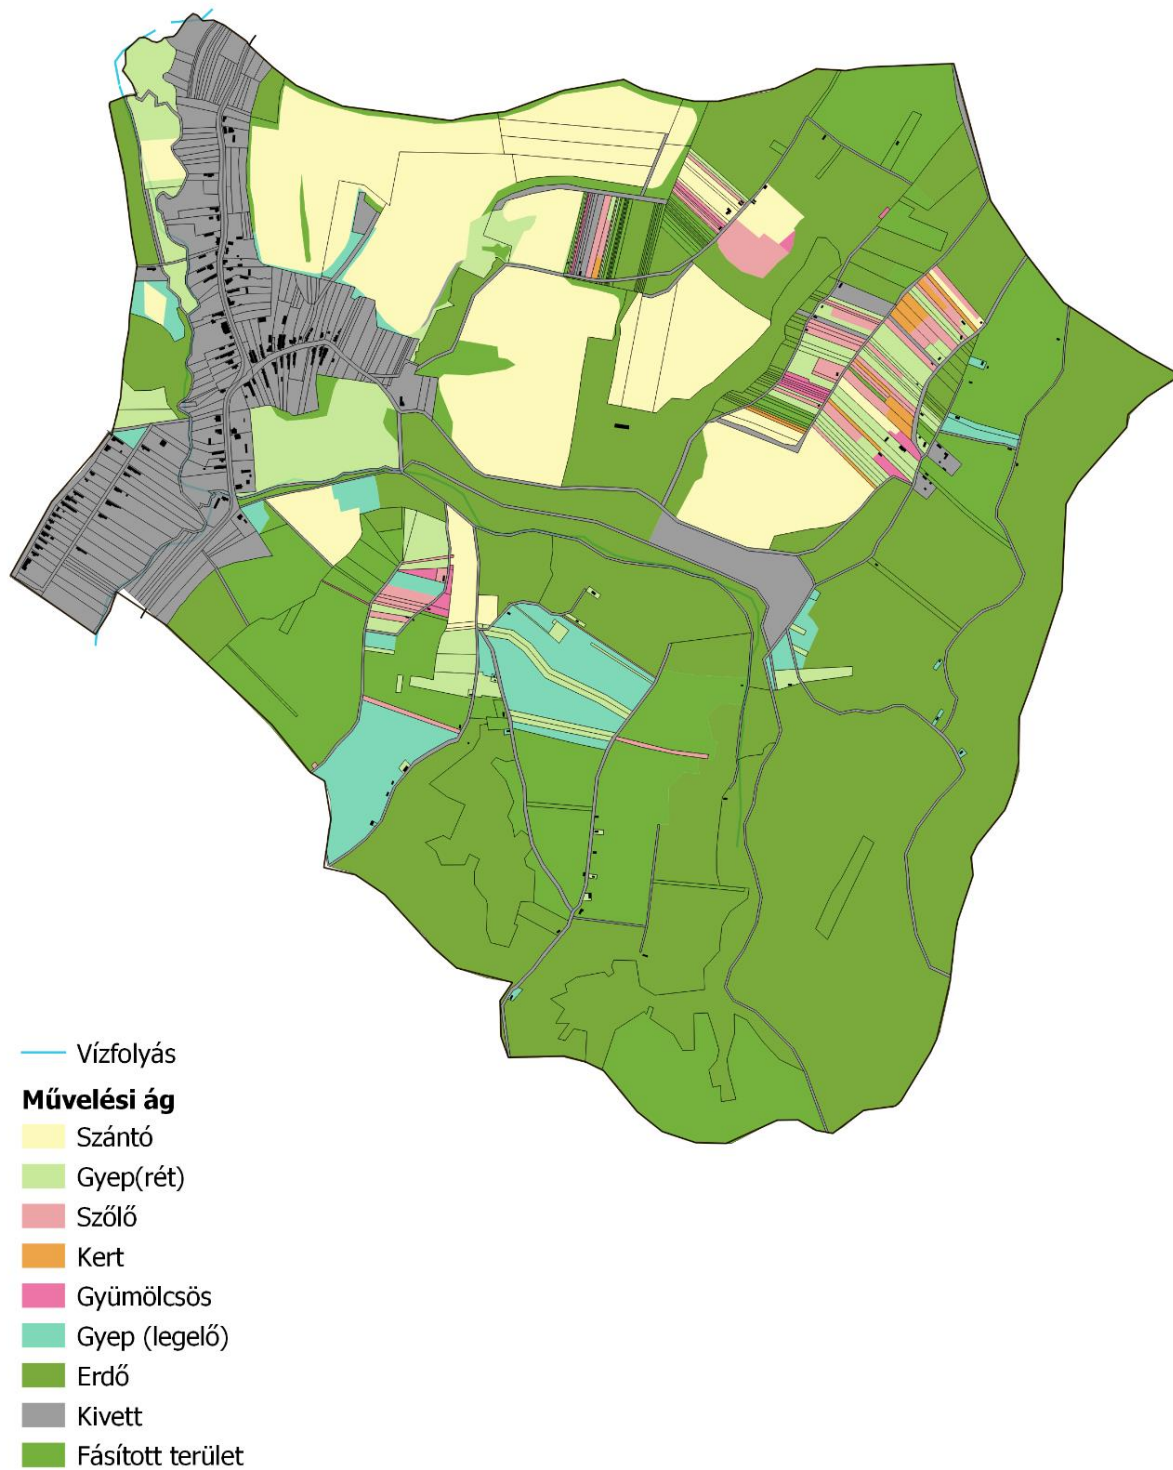 Vízfolyás
Művelési ág
Szántó
Gyep(rét)
Szőlő
Kert
Gyümölcsös
Gyep (legelő)
Erdő
Kivett
Fásított terület